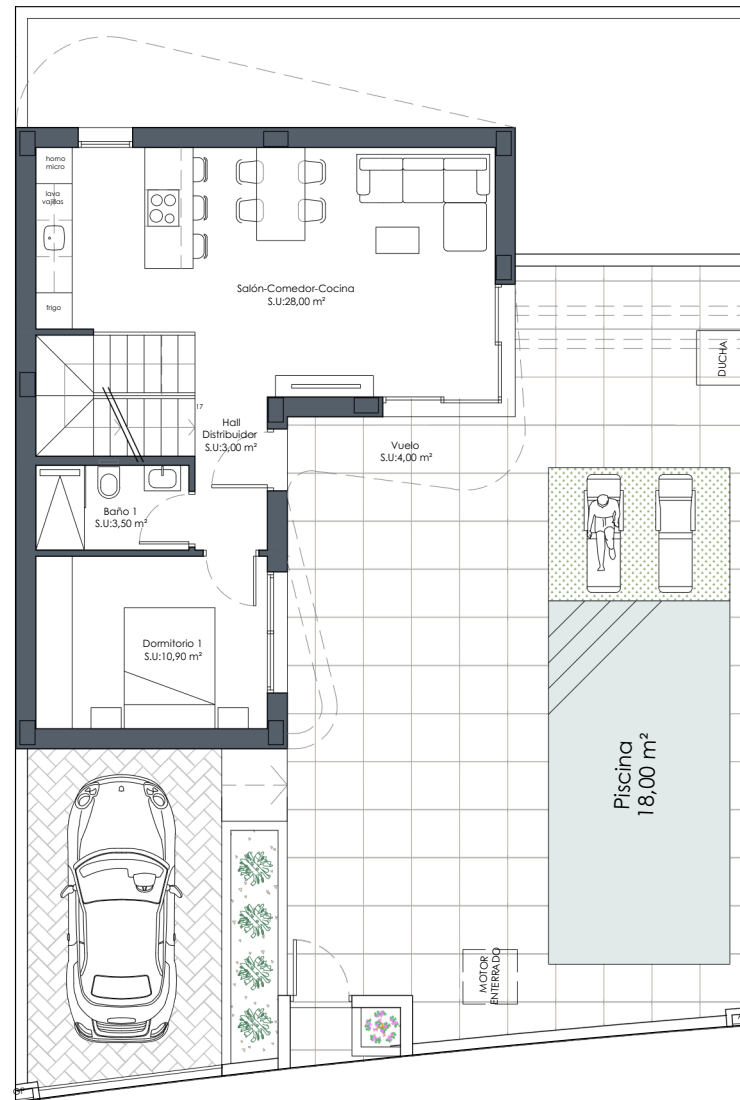 horno
micro
lava
vajillas
frigo
Salón-Comedor-Cocina
S.U:28,00 m²
DUCHA
17
Hall
Distribuidor
S.U:3,00 m²
Vuelo
S.U:4,00 m²
Baño 1
S.U:3,50 m²
Dormitorio 1
S.U:10,90 m²
Piscina
18,00 m²
MOTOR
ENTERRADO